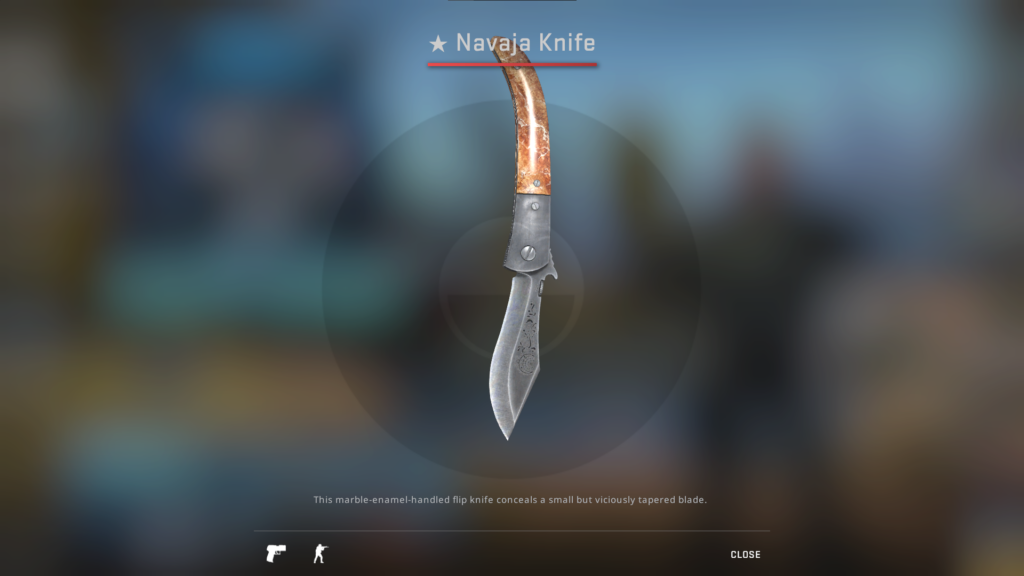 ★ Navaja Knife
This marble-enamel-handled flip knife conceals a small but viciously tapered blade.
CLOSE